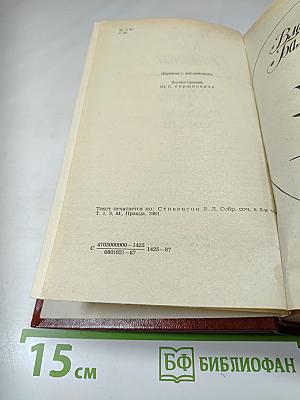 Перевод с английского
Иллюстрации
Ю. С. Гершковича
Текст печатается по: Стивенсон Р. Л. Собр. соч. в 5-и
Т. 1, 3, М., Правда, 1981.
С 4703000000—1425
080(02)—87
1425—87
15 см
БФ БИБЛИОФАН